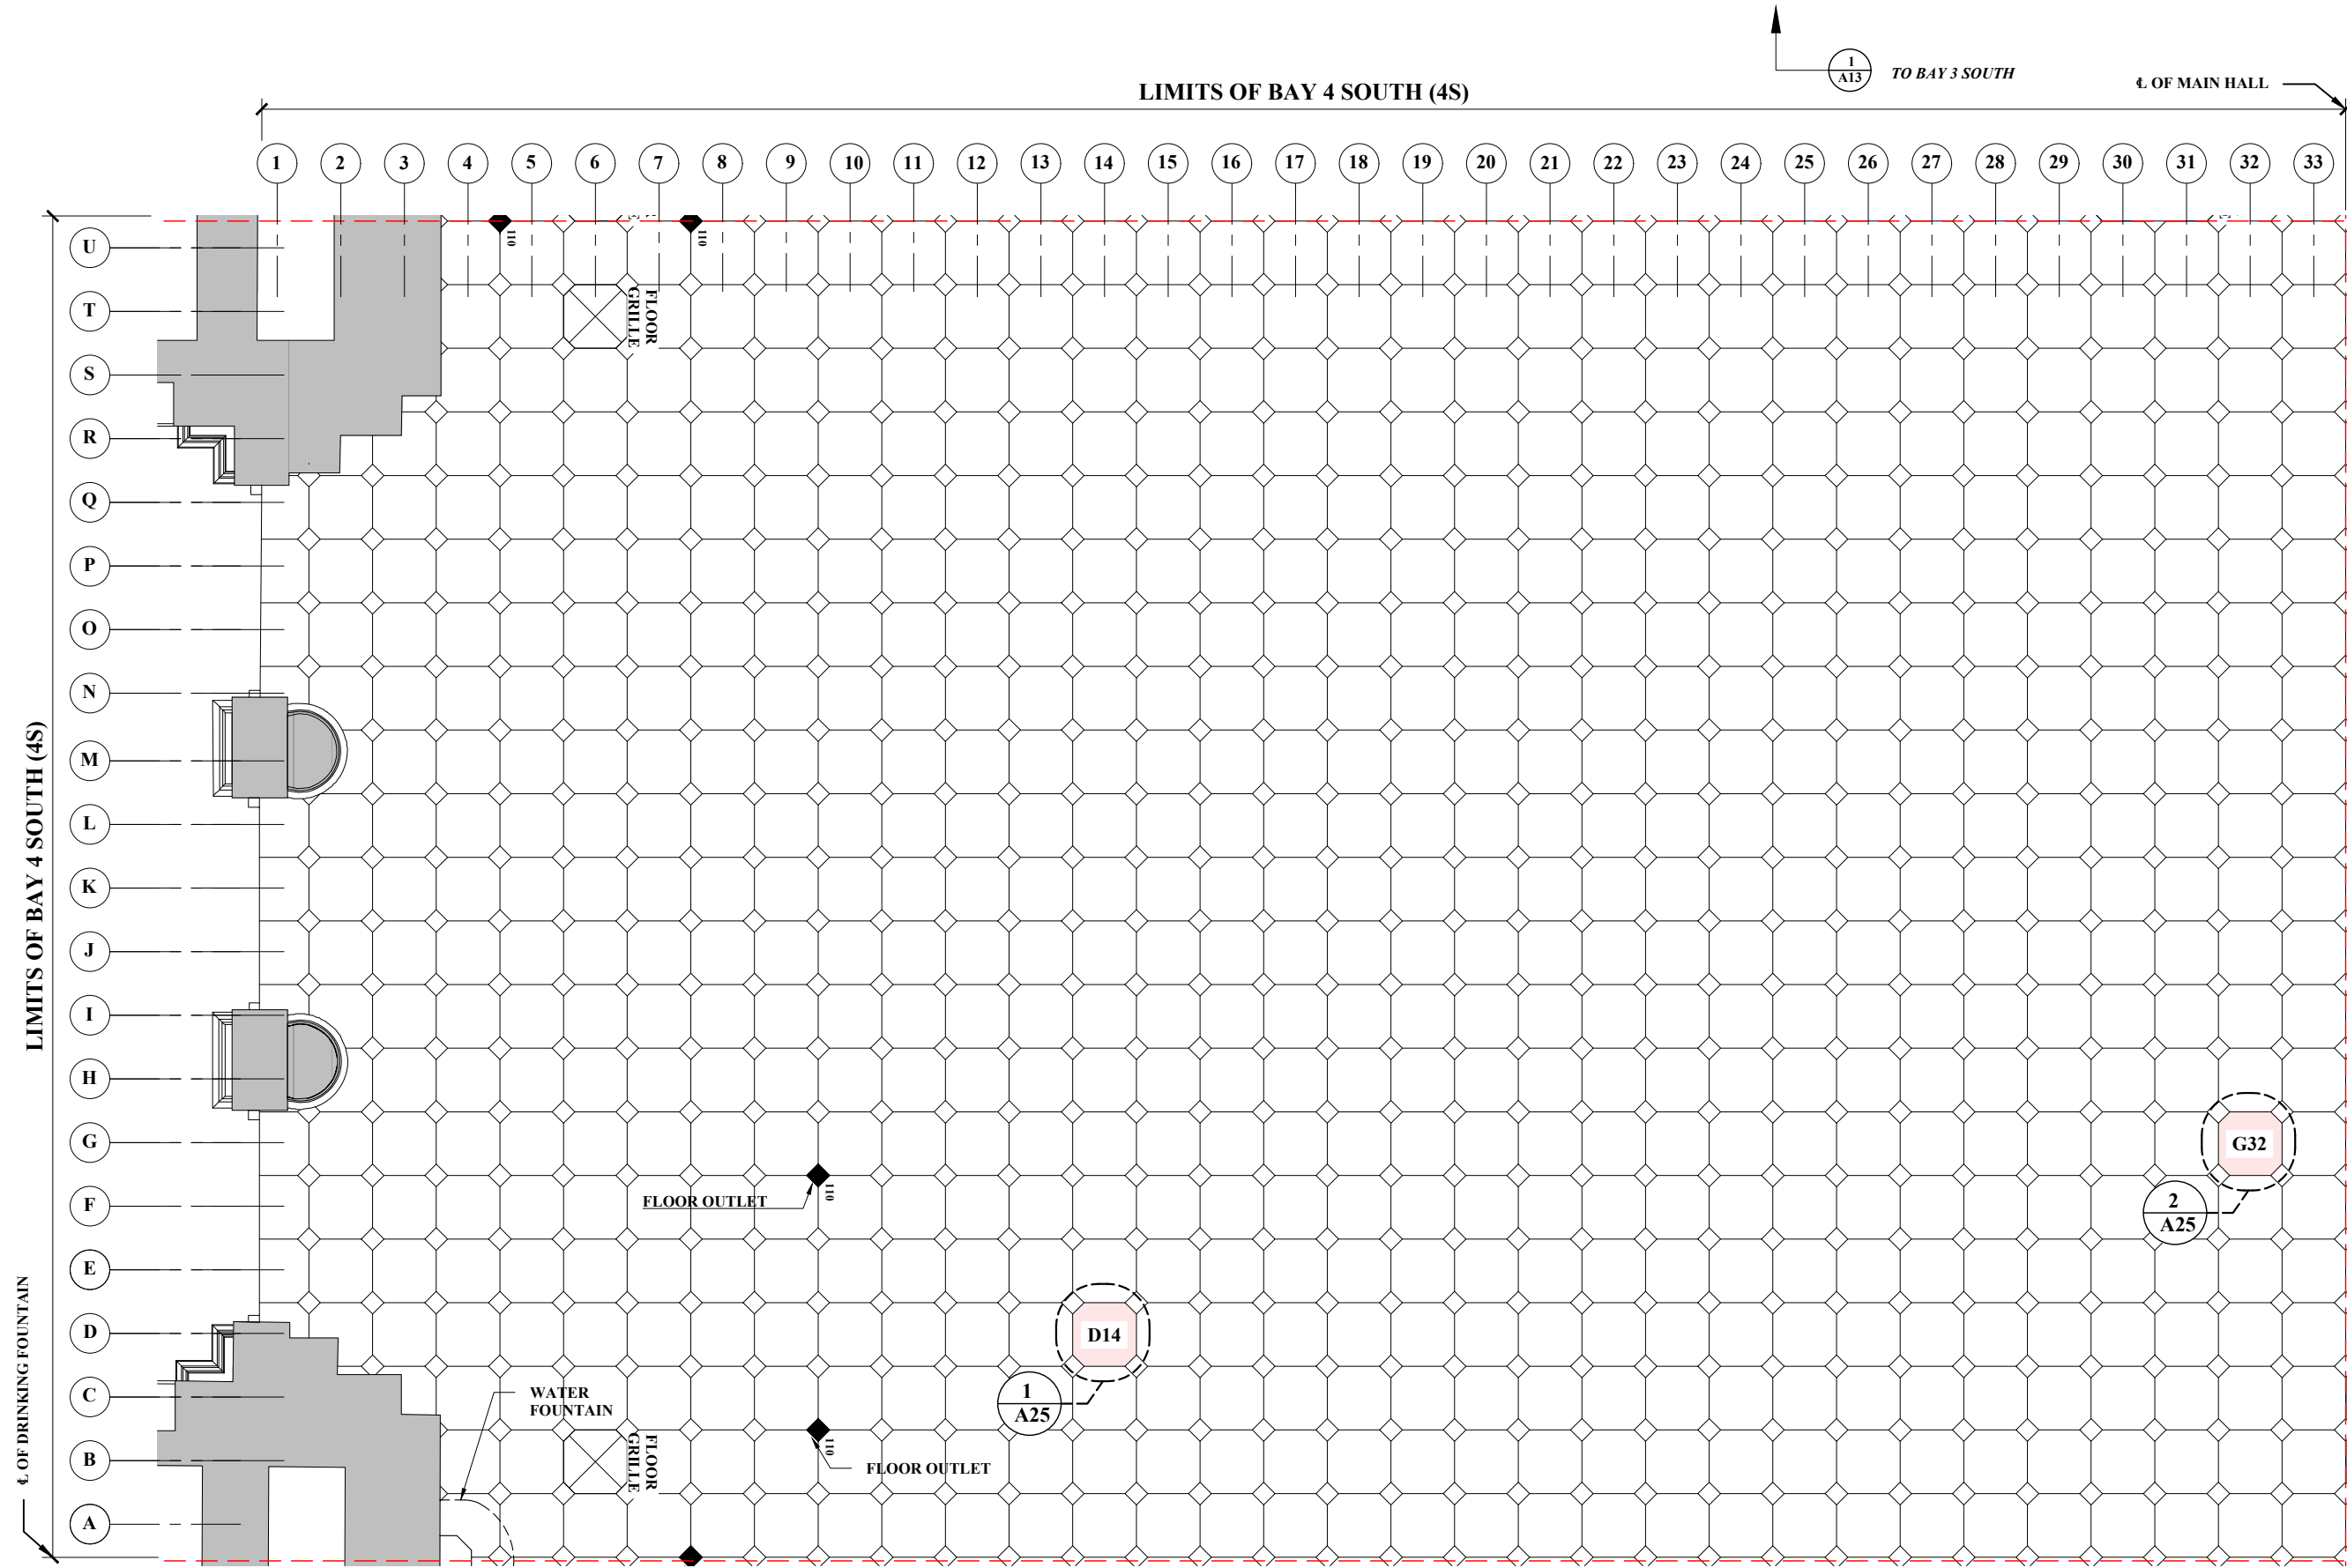 1
A13
TO BAY 3 SOUTH
LIMITS OF BAY 4 SOUTH (4S)
℄ OF MAIN HALL
1 2 3 4 5 6 7 8 9 10 11 12 13 14 15 16 17 18 19 20 21 22 23 24 25 26 27 28 29 30 31 32 33
110
110
U
T
FLOOR
GRILLE
S
R
Q
P
O
N
LIMITS OF BAY 4 SOUTH (4S)
M
L
K
J
I
H
G
G32
F
FLOOR OUTLET
110
2
A25
E
℄ OF DRINKING FOUNTAIN
D
D14
C
WATER
FOUNTAIN
1
A25
B
FLOOR
GRILLE
110
FLOOR OUTLET
A